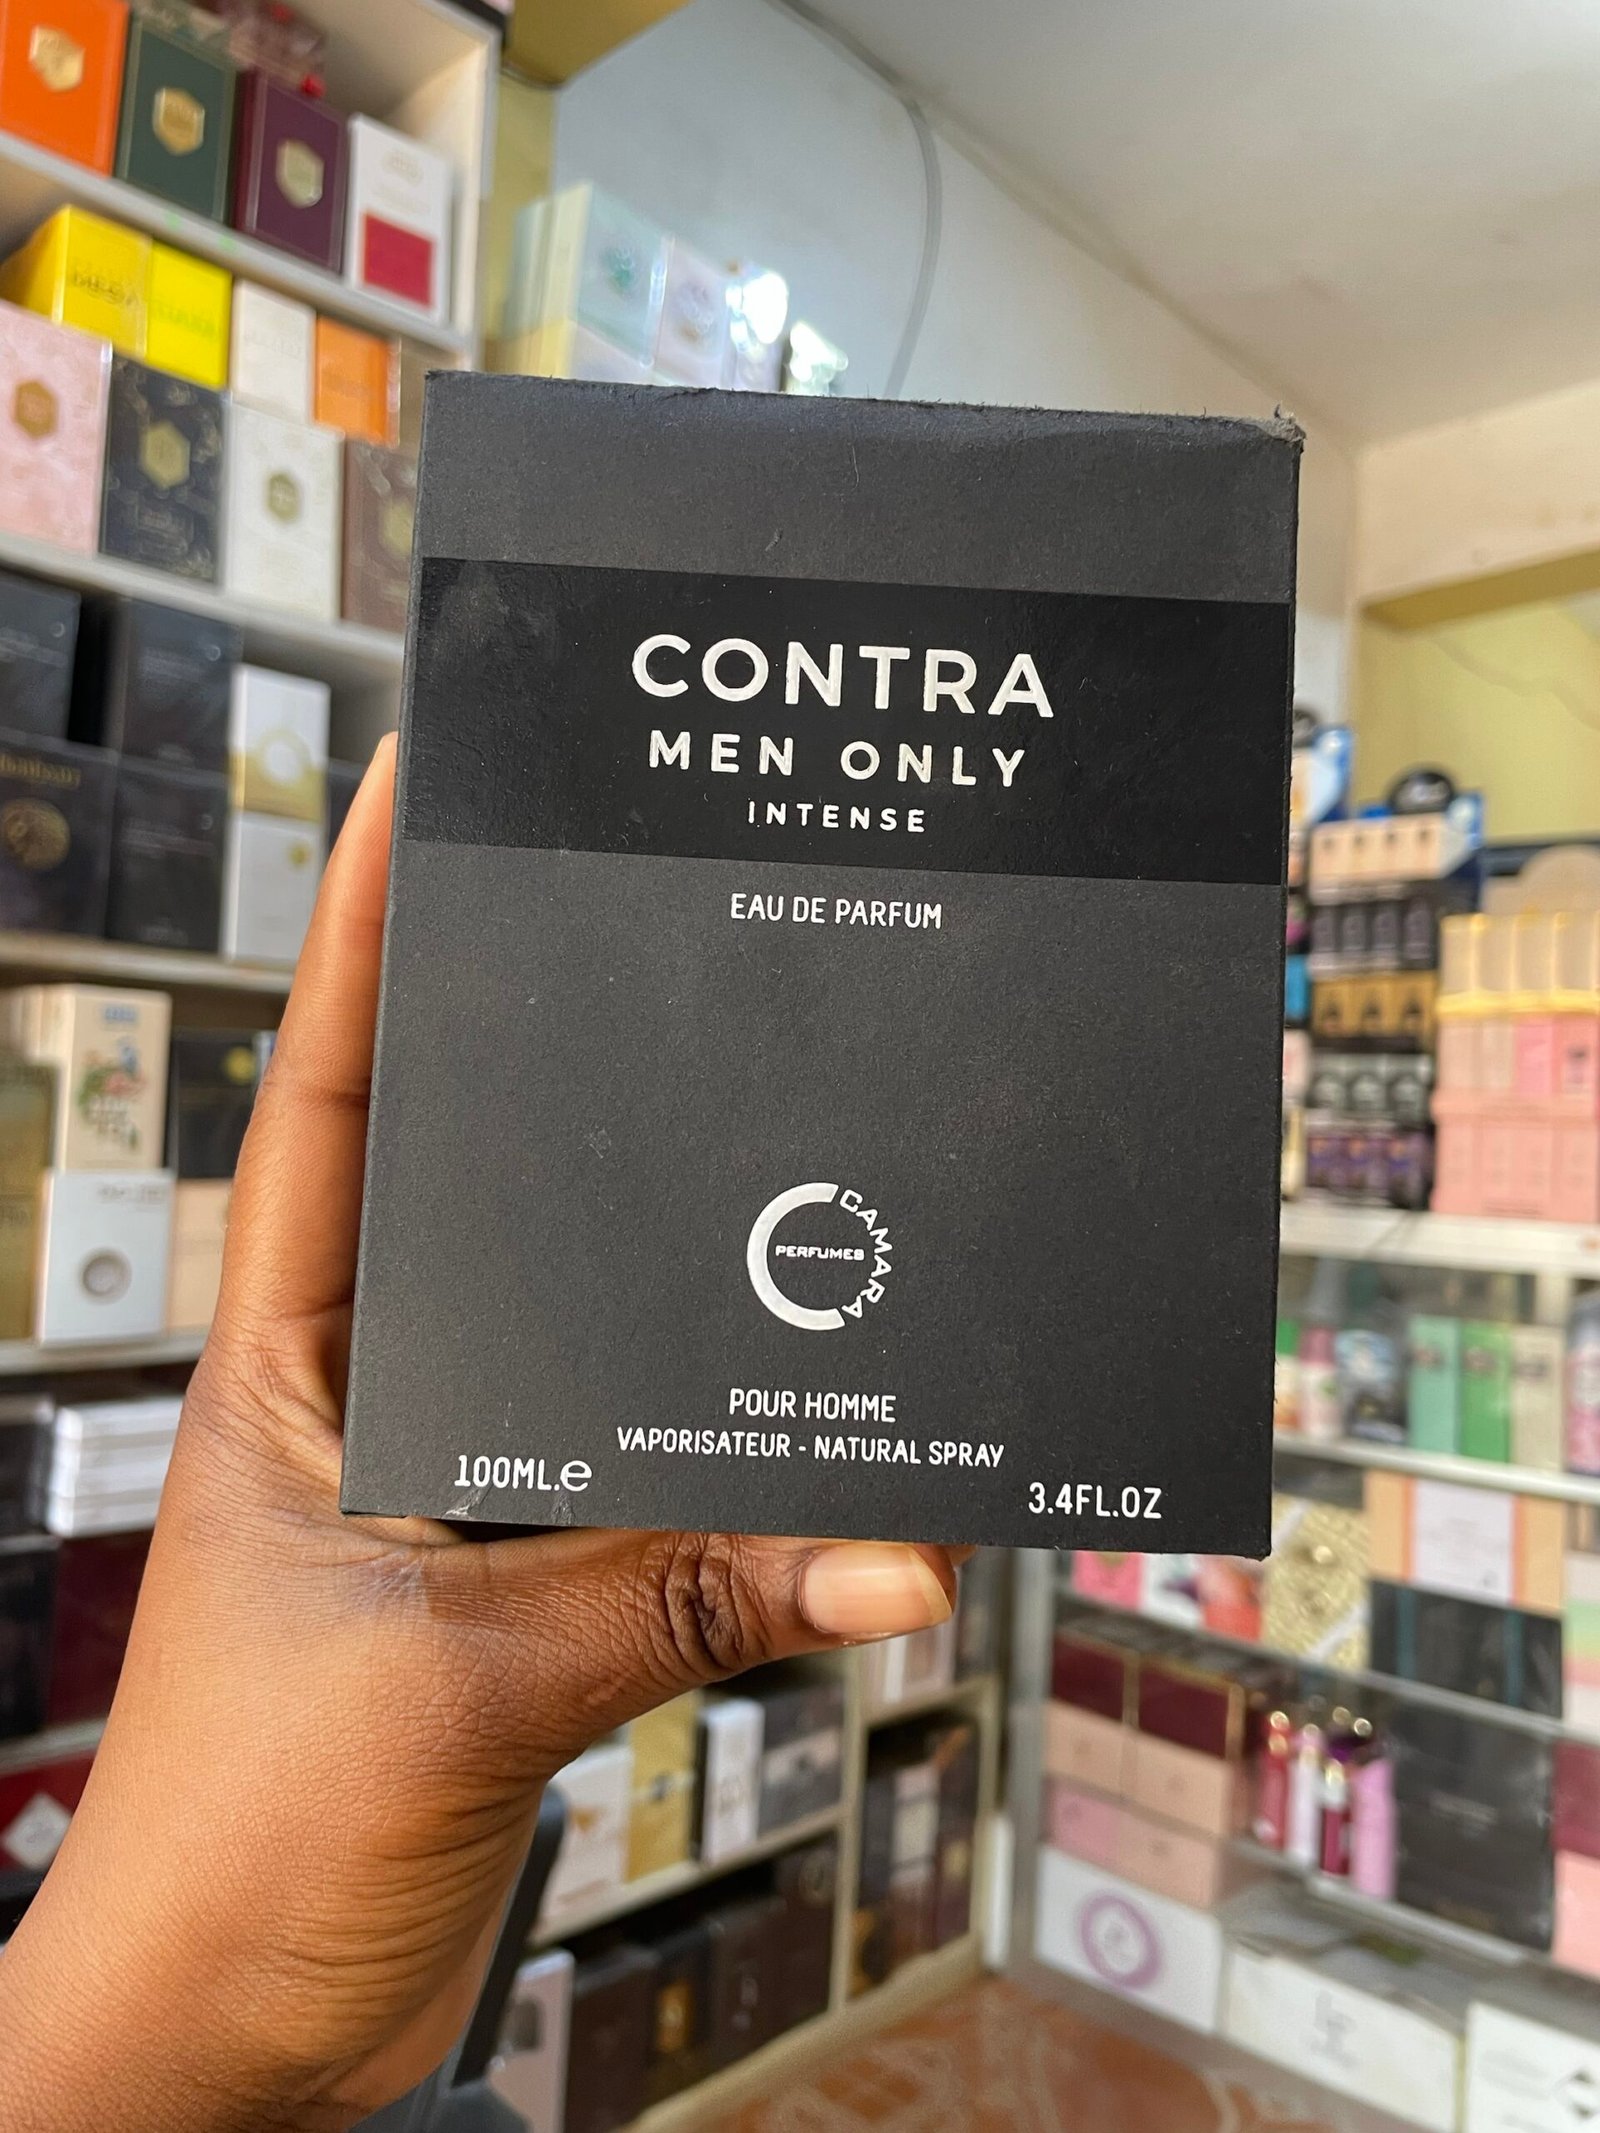 CONTRA
MEN ONLY
INTENSE
EAU DE PARFUM
CAMARA
PERFUMES
POUR HOMME
VAPORISATEUR - NATURAL SPRAY
100ML.e
3.4FL.OZ